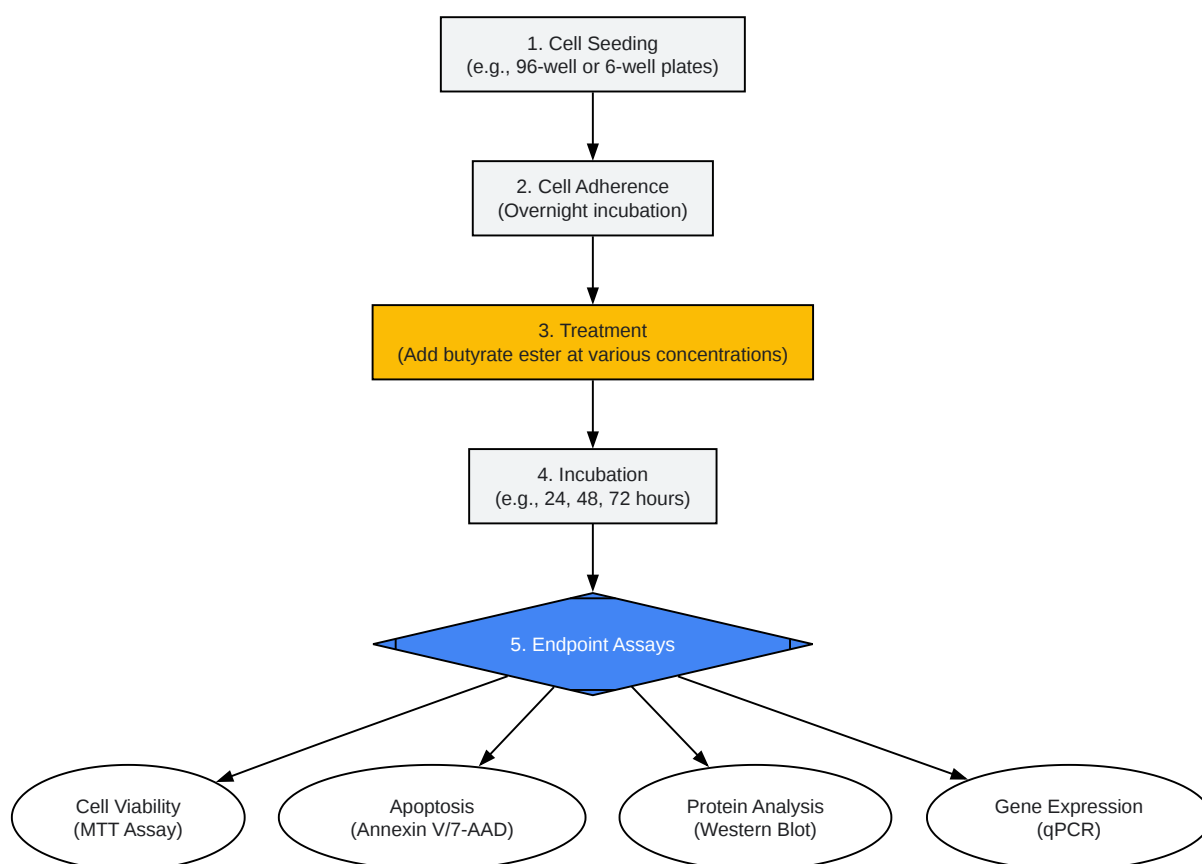 1. Cell Seeding
(e.g., 96-well or 6-well plates)
2. Cell Adherence
(Overnight incubation)
3. Treatment
(Add butyrate ester at various concentrations)
4. Incubation
(e.g., 24, 48, 72 hours)
5. Endpoint Assays
Cell Viability
(MTT Assay)
Apoptosis
(Annexin V/7-AAD)
Protein Analysis
(Western Blot)
Gene Expression
(qPCR)